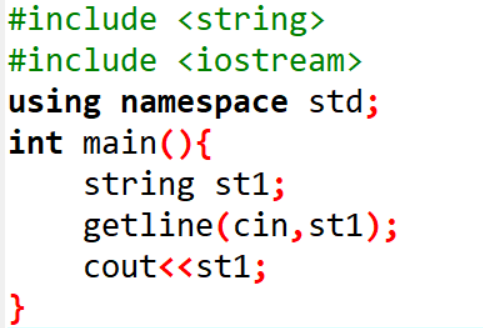 #include <string>
#include <iostream>
using namespace std;
int main(){
    string st1;
    getline(cin,st1);
    cout<<st1;
}